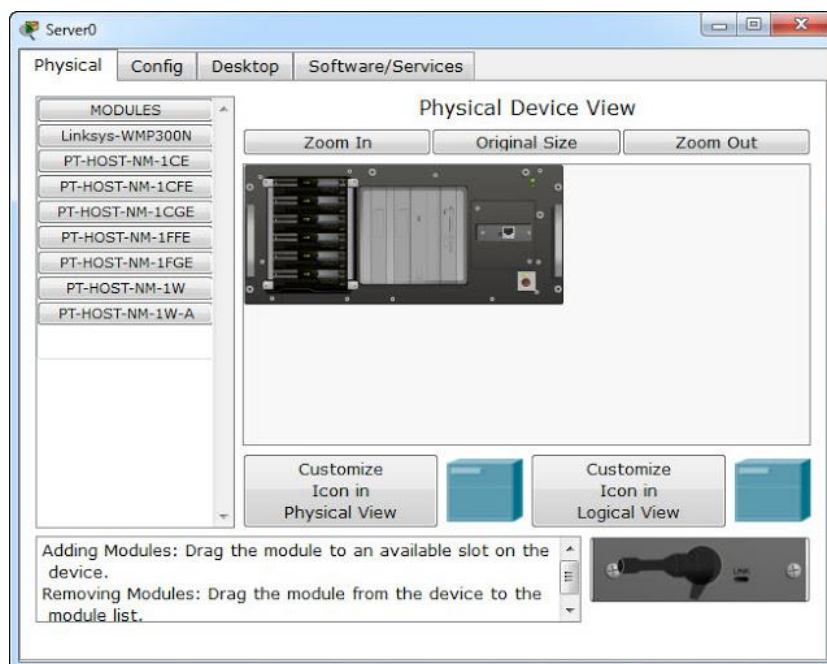 Server0
Physical
Config
Desktop
Software/Services
MODULES
Linksys-WMP300N
PT-HOST-NM-1CE
PT-HOST-NM-1CFE
PT-HOST-NM-1CGE
PT-HOST-NM-1FFE
PT-HOST-NM-1FGE
PT-HOST-NM-1W
PT-HOST-NM-1W-A
Physical Device View
Zoom In
Original Size
Zoom Out
Customize
Icon in
Physical View
Customize
Icon in
Logical View
Adding Modules: Drag the module to an available slot on the
device.
Removing Modules: Drag the module from the device to the
module list.
LINK